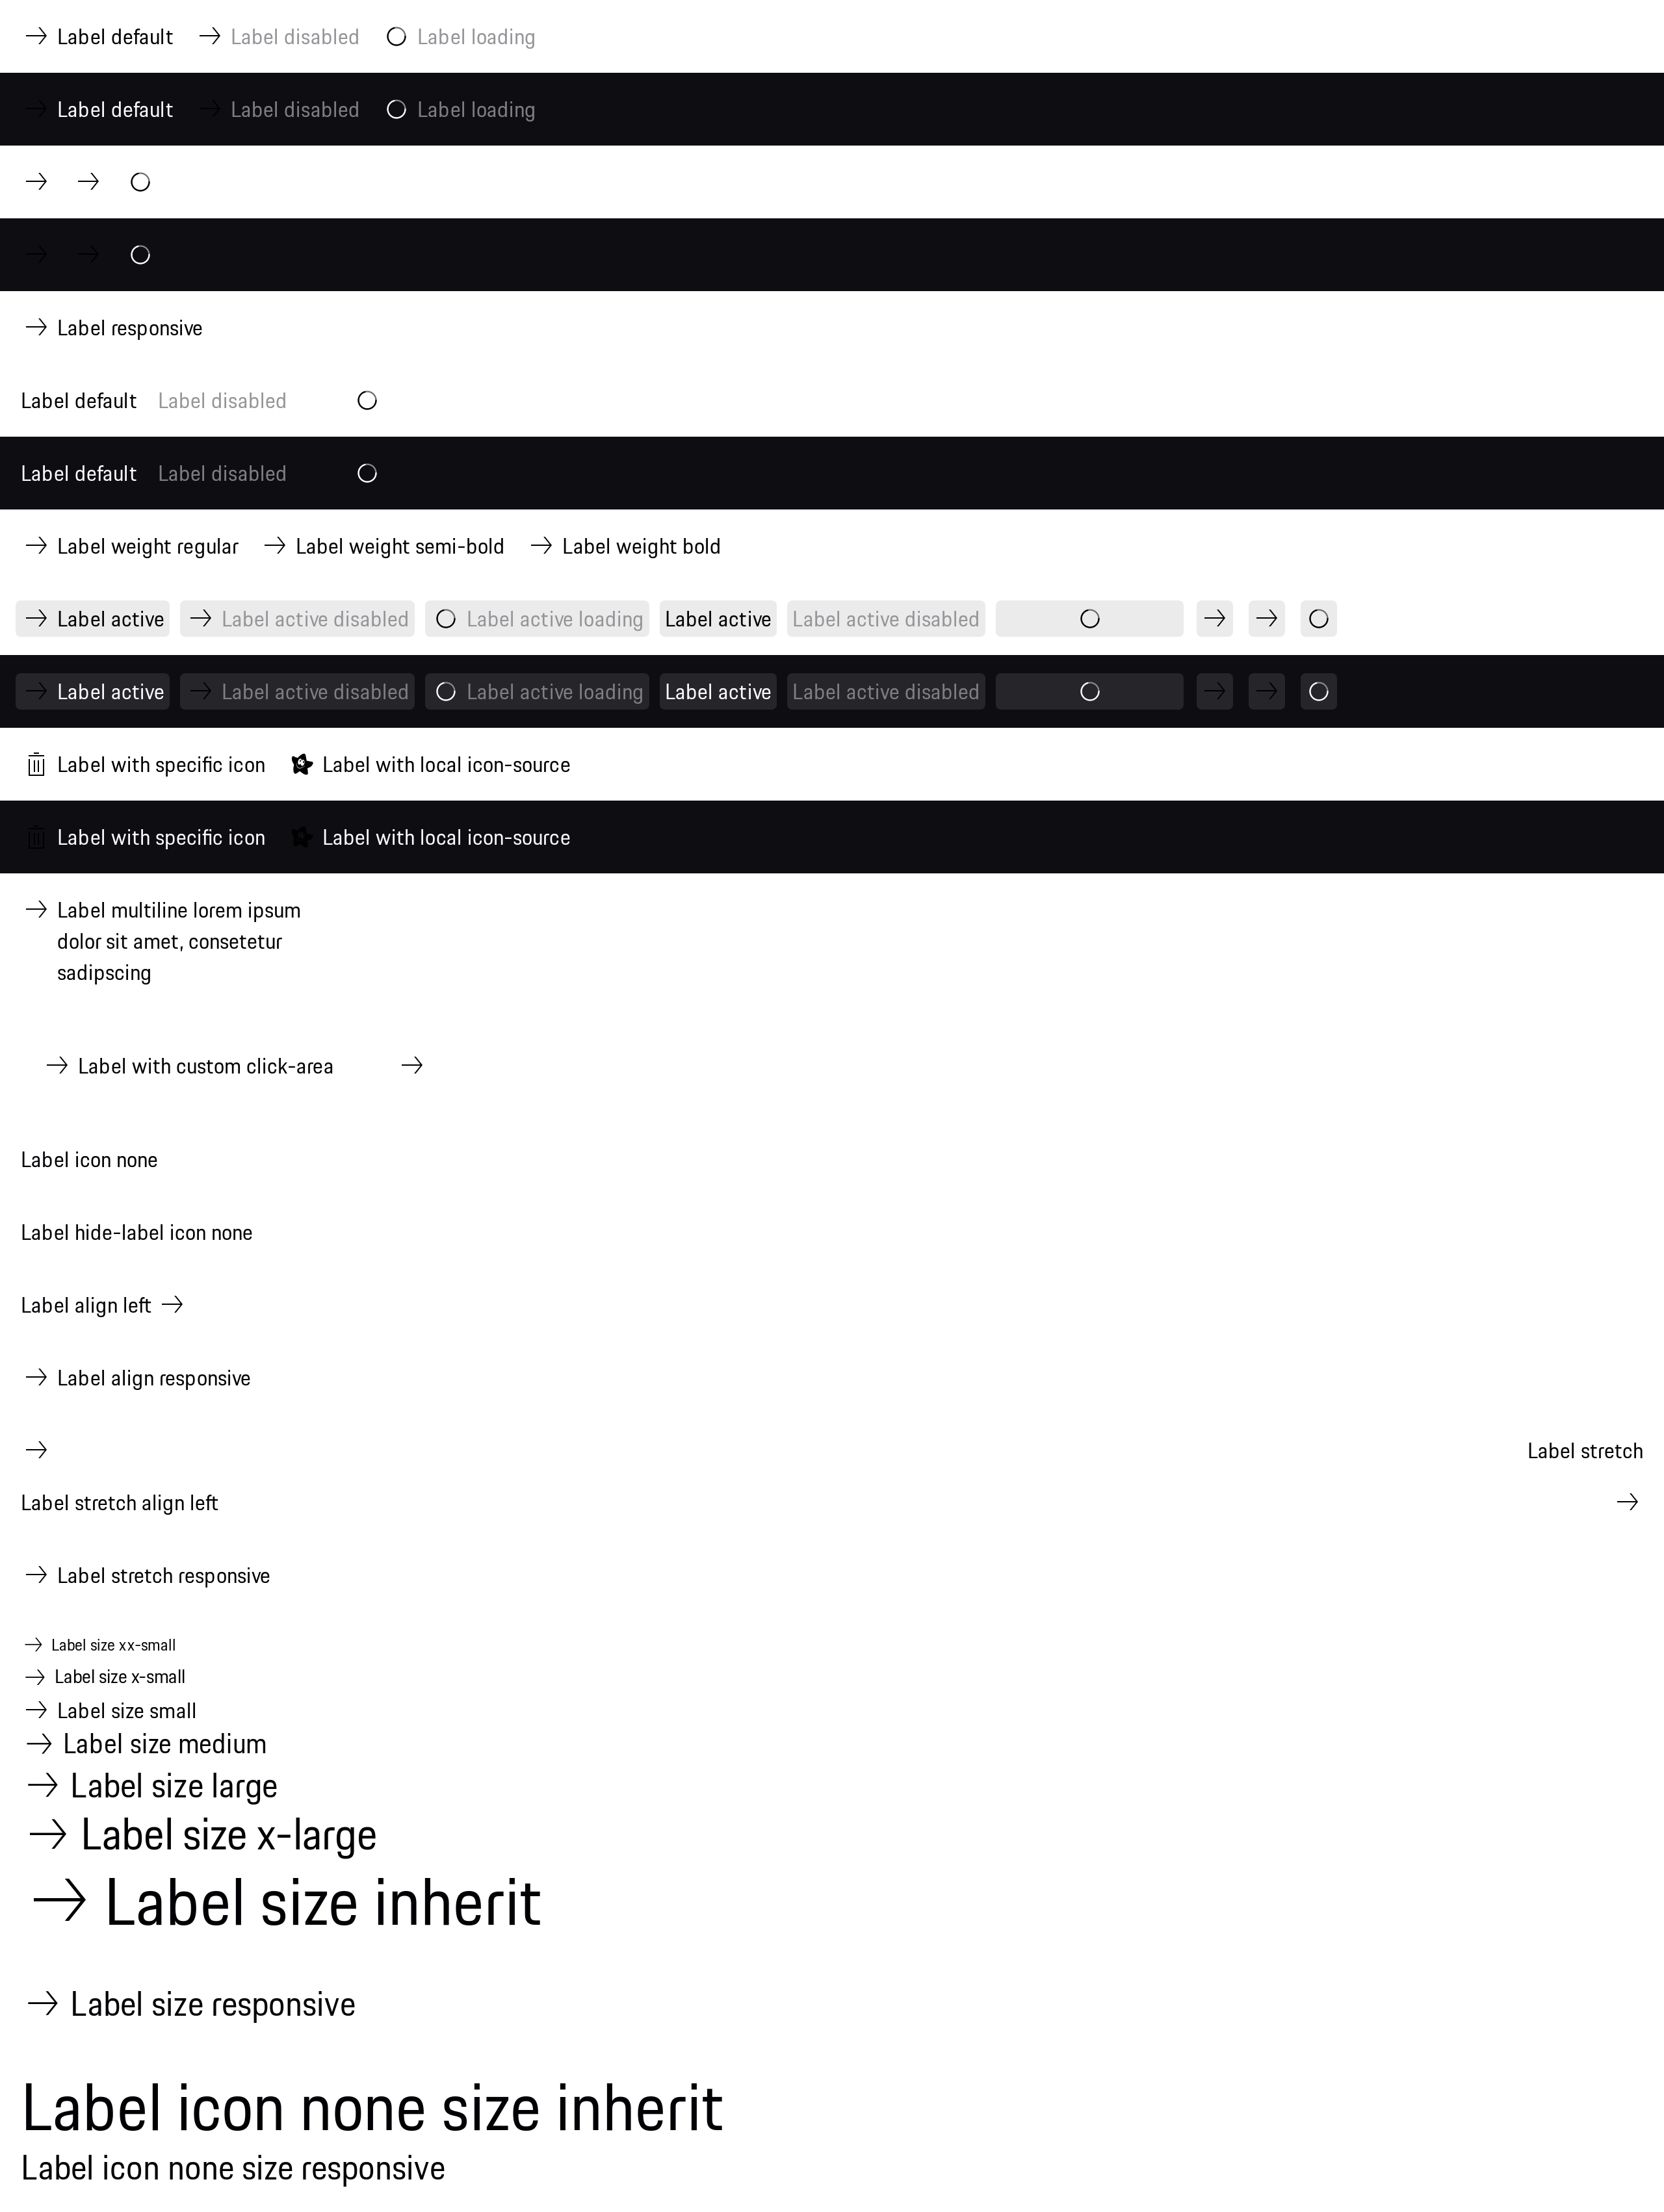 Label default Label disabled Label loading
Label default Label disabled Label loading
Label responsive
Label default Label disabled
Label default Label disabled
Label weight regular Label weight semi-bold Label weight bold
Label active Label active disabled Label active loading Label active Label active disabled
Label active Label active disabled Label active loading Label active Label active disabled
Label with specific icon Label with local icon-source
Label with specific icon Label with local icon-source
Label multiline lorem ipsum
dolor sit amet, consetetur
sadipscing
Label with custom click-area
Label icon none
Label hide-label icon none
Label align left
Label align responsive
Label stretch
Label stretch align left
Label stretch responsive
Label size xx-small
Label size x-small
Label size small
Label size medium
Label size large
Label size x-large
Label size inherit
Label size responsive
Label icon none size inherit
Label icon none size responsive